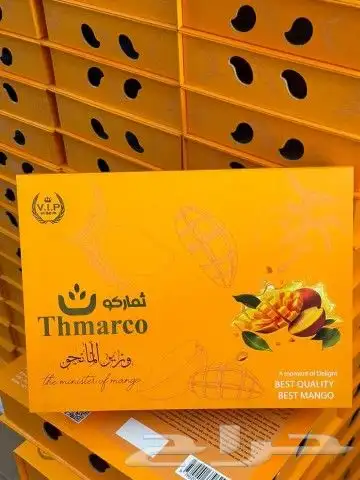 V.I.P
ثماركو
Thmarco
وزير المانجو
the minister of mango
A moment of Delight
BEST QUALITY
BEST MANGO
حراج